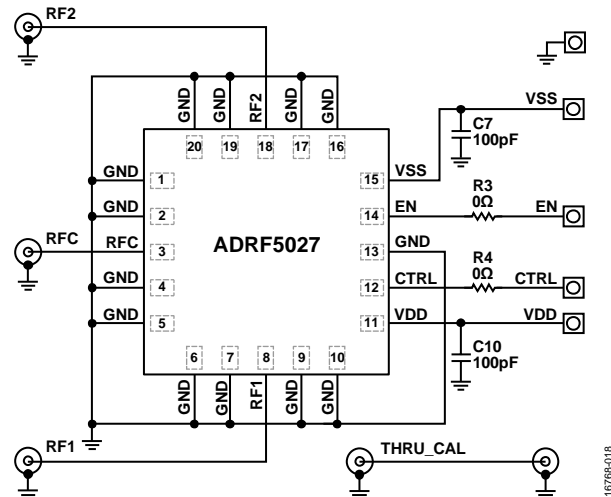 RF2
GND
GND
RF2
GND
GND
20
19
18
17
16
VSS
C7
100pF
GND
1
15
VSS
R3
0Ω
GND
2
14
EN
EN
RFC
RFC
3
ADRF5027
13
GND
R4
0Ω
GND
4
12
CTRL
CTRL
GND
5
11
VDD
VDD
C10
100pF
6
7
8
9
10
GND
GND
RF1
GND
GND
RF1
THRU_CAL
16768-018